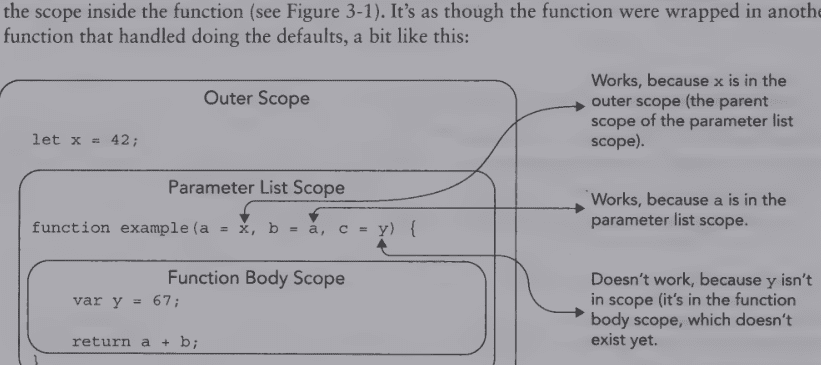 the scope inside the function (see Figure 3-1). It’s as though the function were wrapped in anothe
function that handled doing the defaults, a bit like this:
Outer Scope
let x = 42;
Parameter List Scope
function example(a = x, b = a, c = y) {
Function Body Scope
var y = 67;
return a + b;
}
Works, because x is in the
outer scope (the parent
scope of the parameter list
scope).
Works, because a is in the
parameter list scope.
Doesn’t work, because y isn’t
in scope (it’s in the function
body scope, which doesn’t
exist yet.